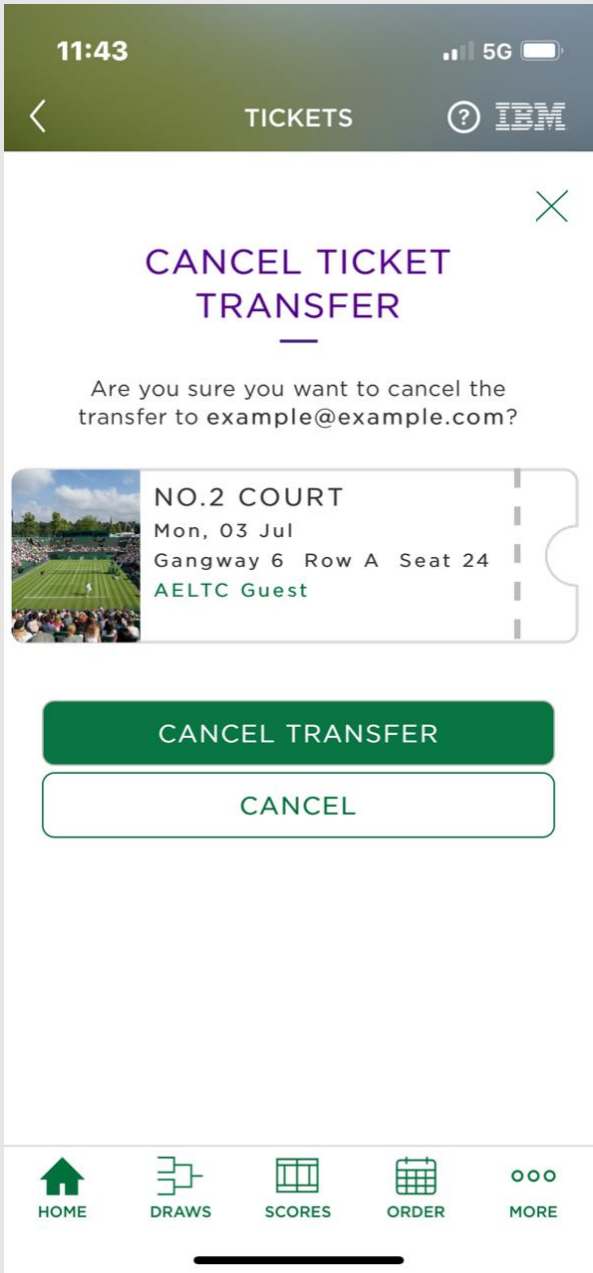 11:43 5G
TICKETS ? IBM
CANCEL TICKET
TRANSFER
Are you sure you want to cancel the
transfer to example@example.com?
NO.2 COURT
Mon, 03 Jul
Gangway 6 Row A Seat 24
AELTC Guest
CANCEL TRANSFER
CANCEL
HOME DRAWS SCORES ORDER MORE